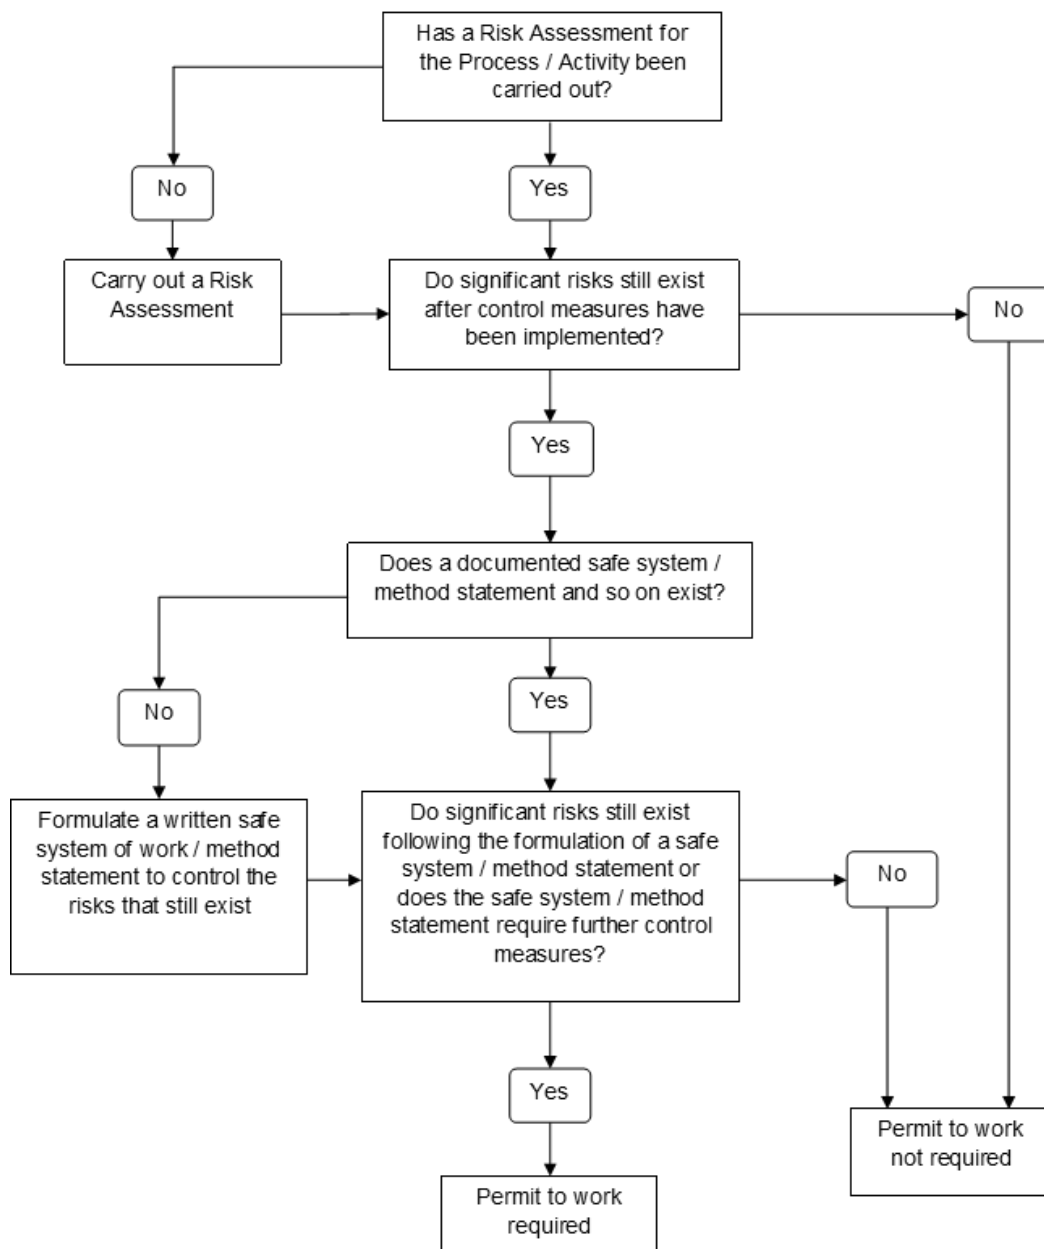 Has a Risk Assessment for
the Process / Activity been
carried out?
No
Yes
Carry out a Risk
Assessment
Do significant risks still exist
after control measures have
been implemented?
No
Yes
Does a documented safe system /
method statement and so on exist?
No
Yes
Formulate a written safe
system of work / method
statement to control the
risks that still exist
Do significant risks still exist
following the formulation of a safe
system / method statement or
does the safe system / method
statement require further control
measures?
No
Yes
Permit to work
not required
Permit to work
required